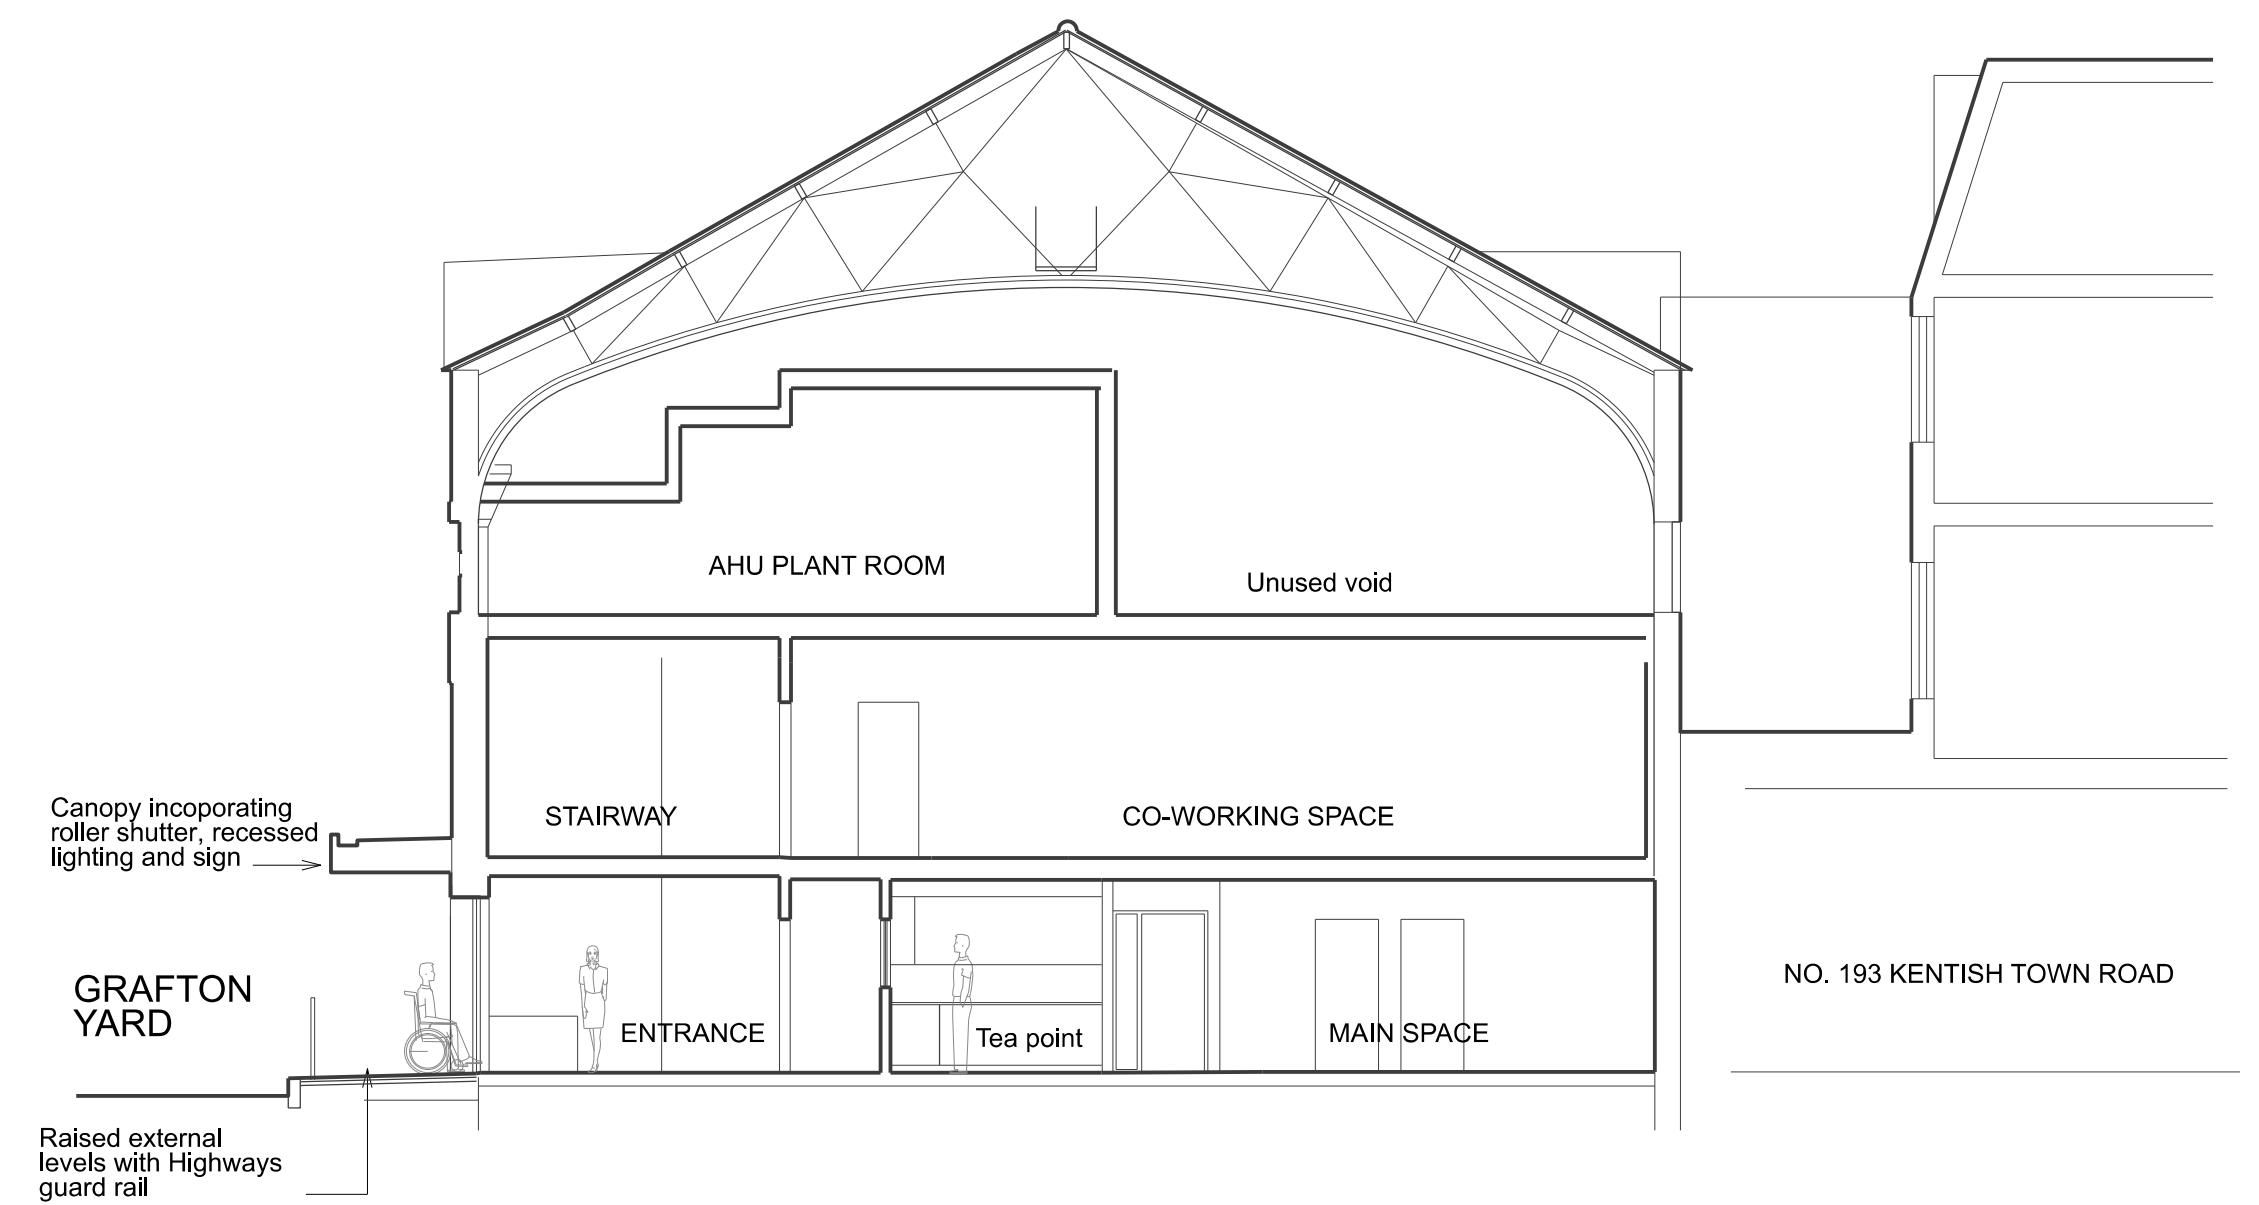 AHU PLANT ROOM
Unused void
STAIRWAY
CO-WORKING SPACE
Canopy incoporating
roller shutter, recessed
lighting and sign
GRAFTON
YARD
ENTRANCE
Tea point
MAIN SPACE
NO. 193 KENTISH TOWN ROAD
Raised external
levels with Highways
guard rail